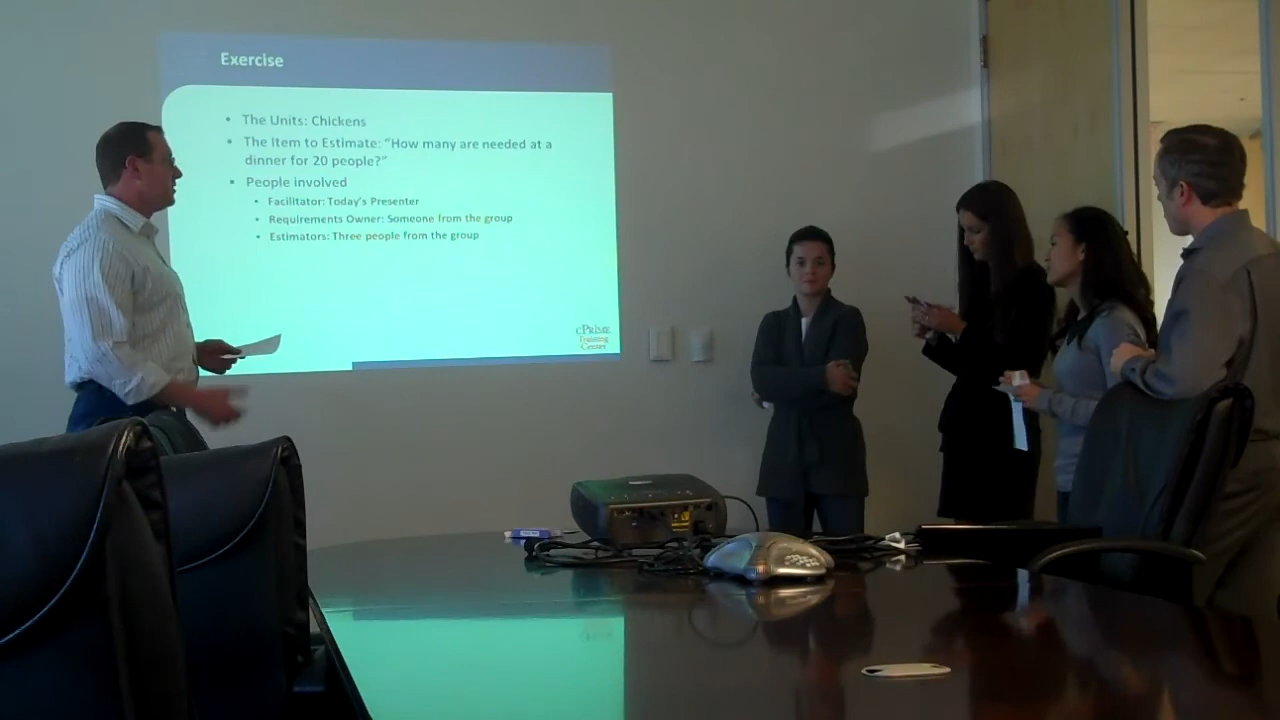 Exercise
• The Units: Chickens
• The Item to Estimate: “How many are needed at a
dinner for 20 people?”
• People involved
• Facilitator: Today’s Presenter
• Requirements Owner: Someone from the group
• Estimators: Three people from the group
cPrime
Training
Center